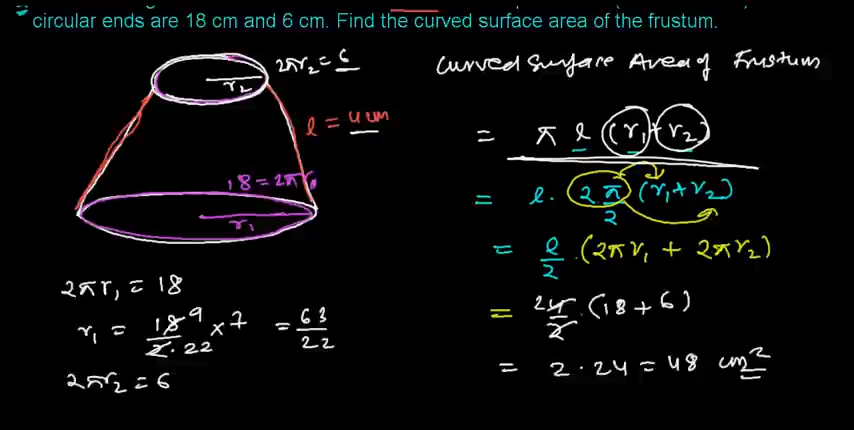 circular ends are 18 cm and 6 cm. Find the curved surface area of the frustum.
2πr₂ = 6
r₂
l = 4 cm
18 = 2πr₁
r₁
2πr₁ = 18
r₁ = 18 9 / 2·22 × 7 = 63/22
2πr₂ = 6
Curved Surface Area of Frustum
= π l (r₁ + r₂)
= l · 2π/2 (r₁ + r₂)
= l/2 · (2πr₁ + 2πr₂)
= 2 4/2 · (18 + 6)
= 2 · 24 = 48 cm²